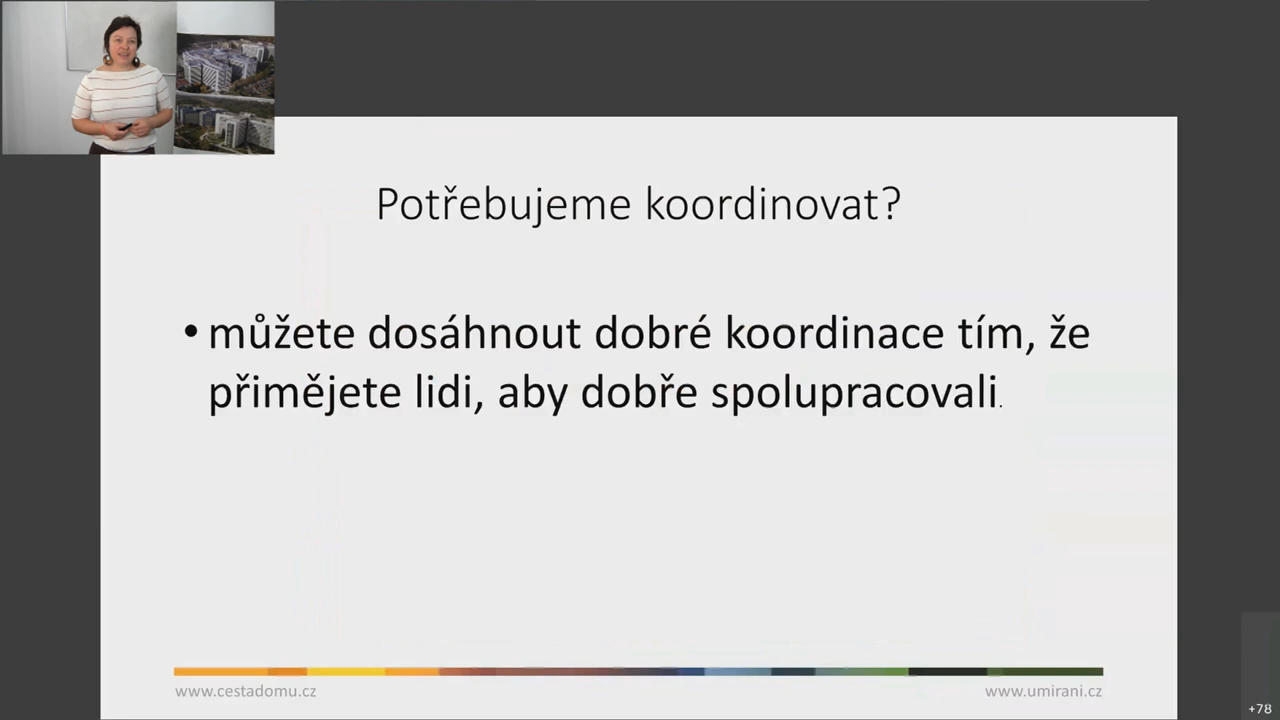 Potřebujeme koordinovat?
• můžete dosáhnout dobré koordinace tím, že
přimějete lidi, aby dobře spolupracovali.
www.cestadomu.cz
www.umirani.cz
+78